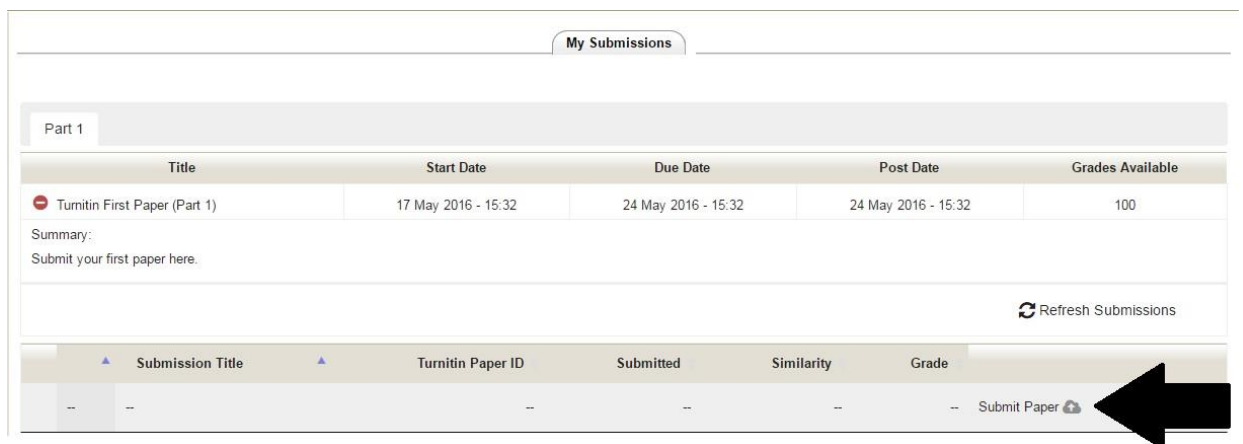 My Submissions
Part 1
Title Start Date Due Date Post Date Grades Available
Turnitin First Paper (Part 1) 17 May 2016 - 15:32 24 May 2016 - 15:32 24 May 2016 - 15:32 100
Summary:
Submit your first paper here.
Refresh Submissions
Submission Title Turnitin Paper ID Submitted Similarity Grade
-- -- -- -- -- -- Submit Paper